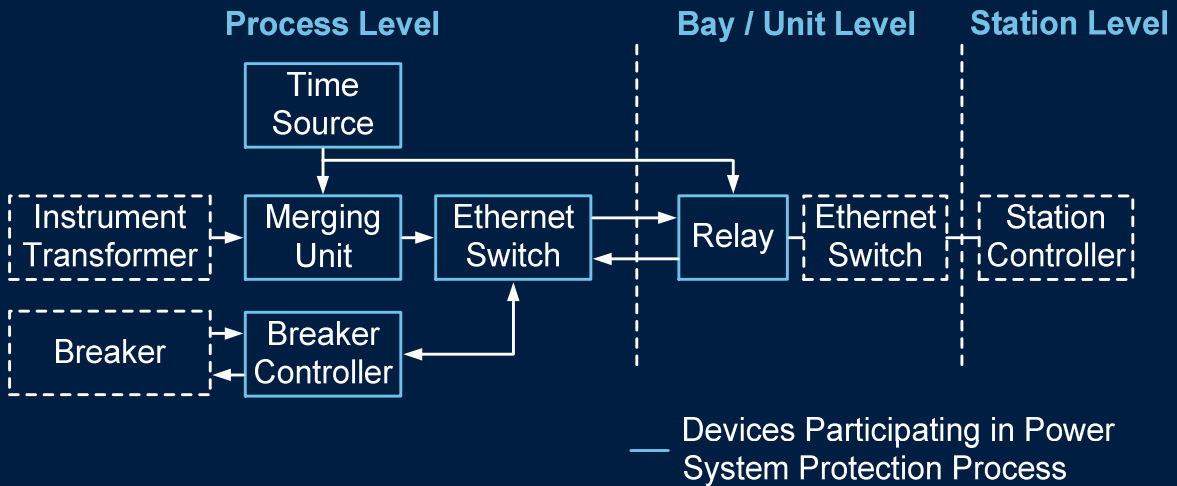 Process Level
Bay / Unit Level
Station Level
Time
Source
Instrument
Transformer
Merging
Unit
Ethernet
Switch
Relay
Ethernet
Switch
Station
Controller
Breaker
Breaker
Controller
Devices Participating in Power
System Protection Process